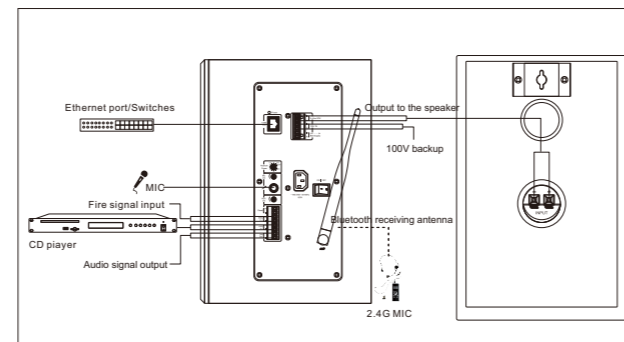 Ethernet port/Switches
Output to the speaker
100V backup
MIC
Fire signal input
CD piayer
Audio signal output
Bluetooth receiving antenna
2.4G MIC
INPUT